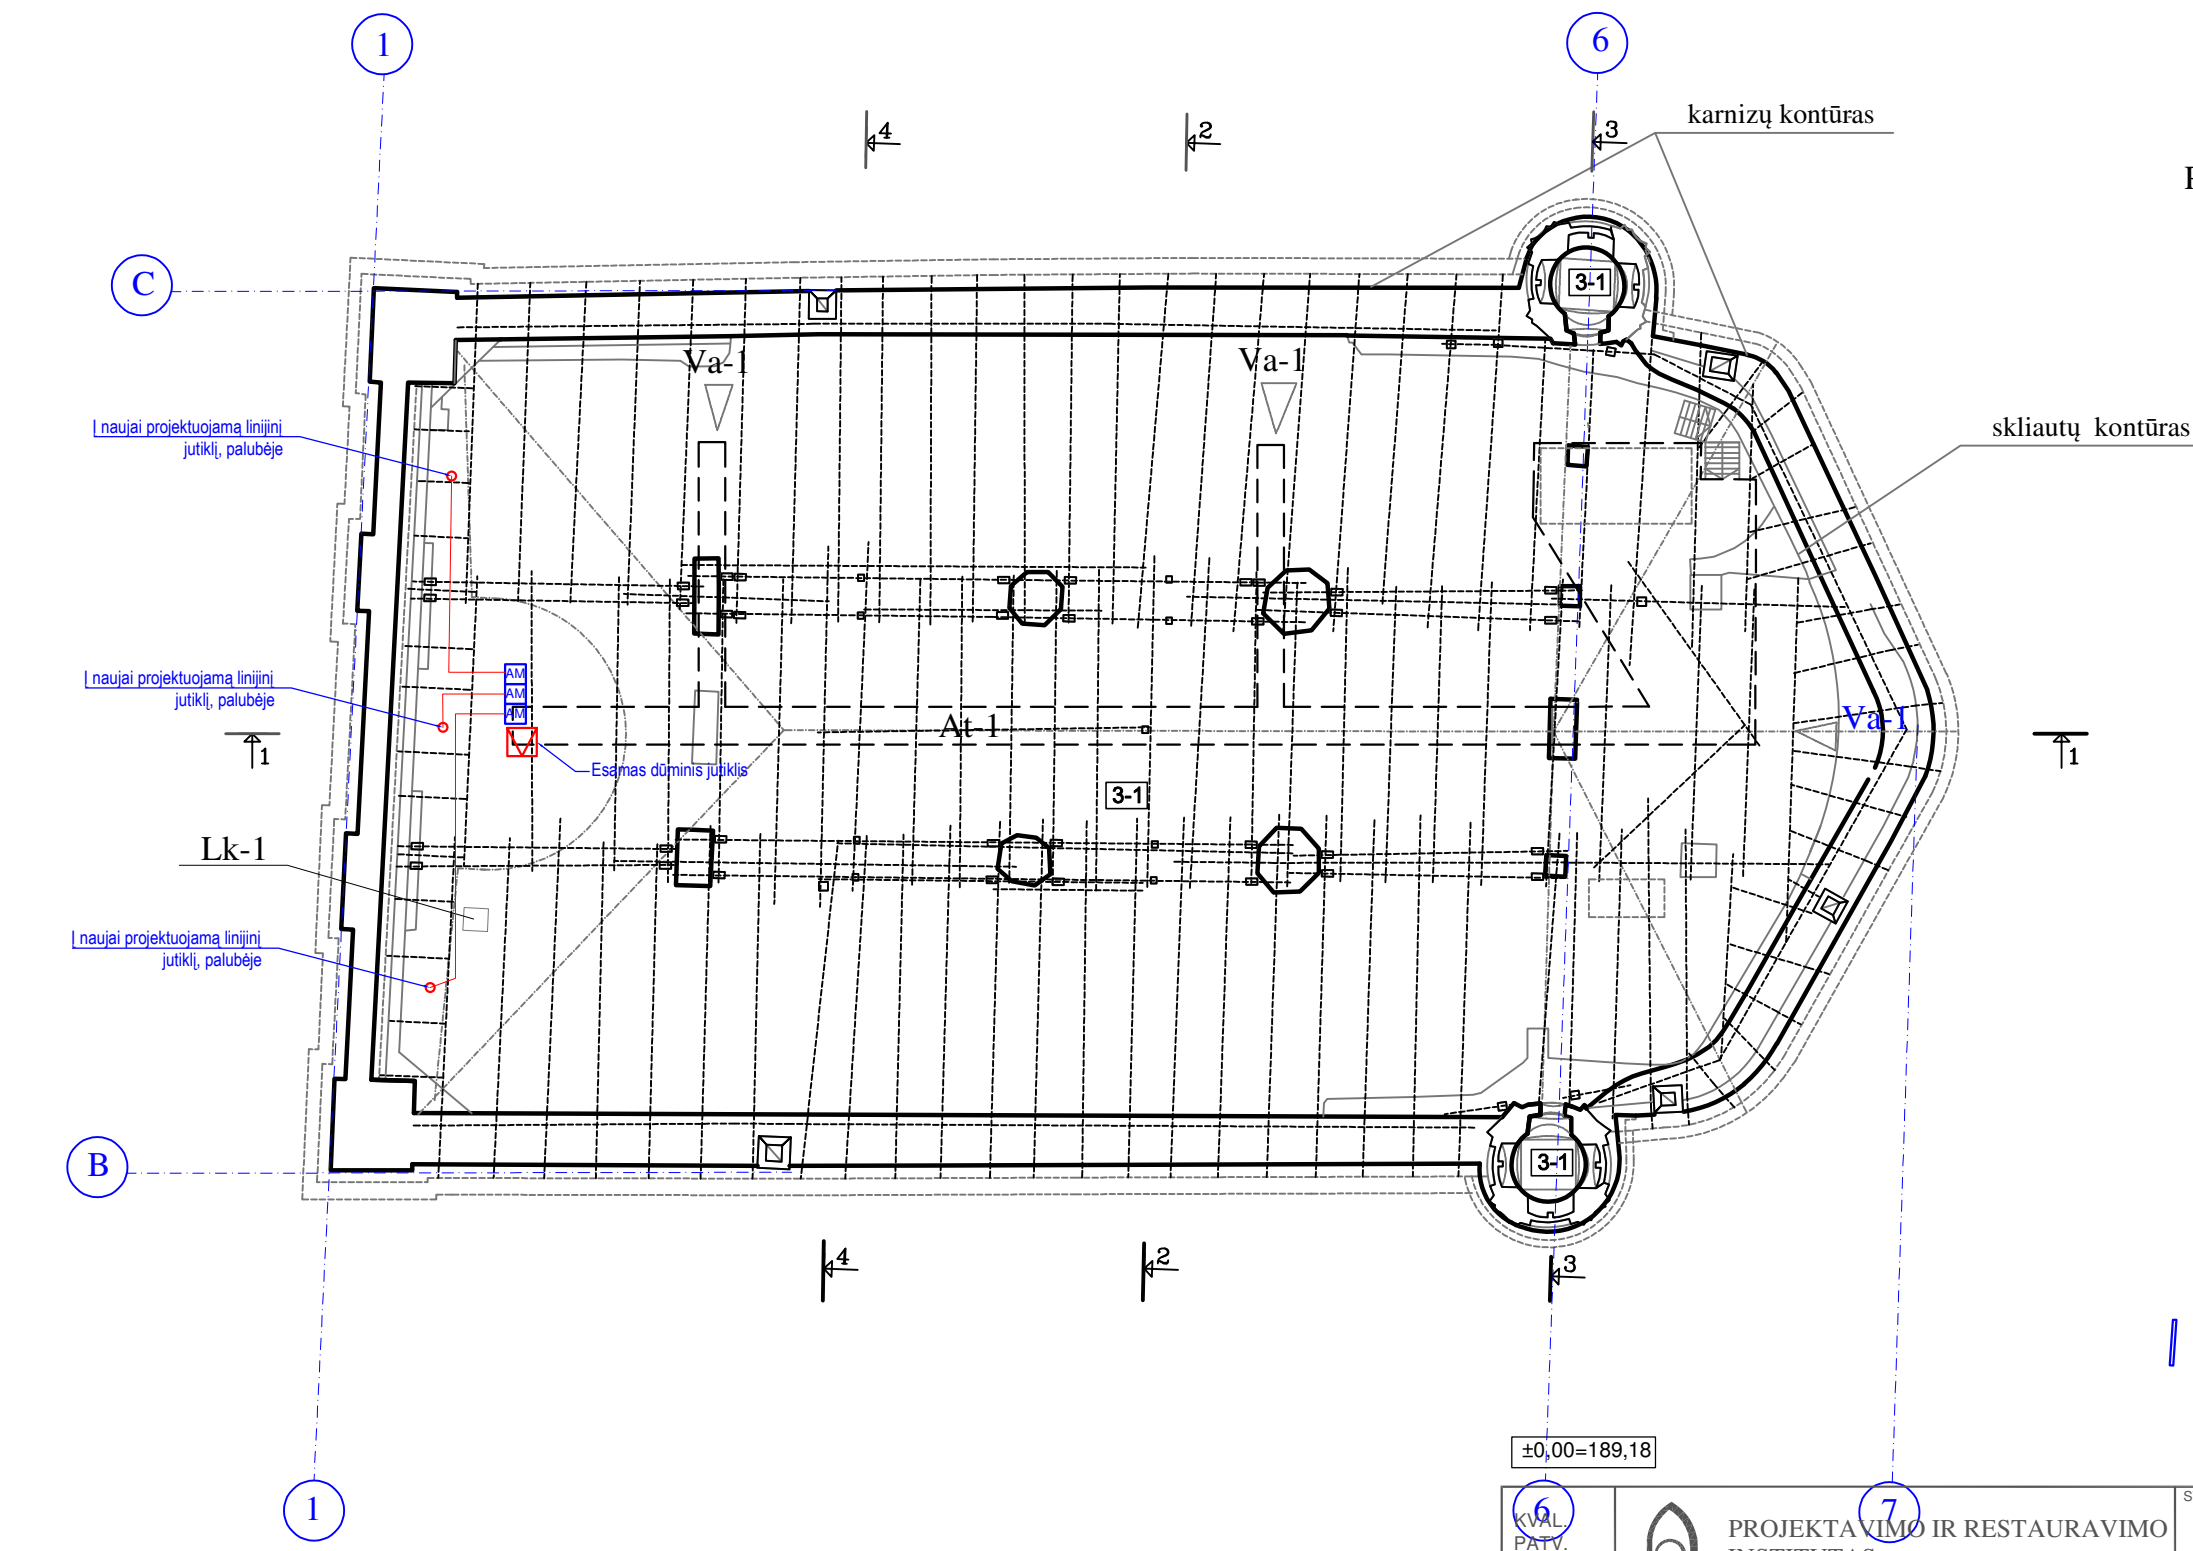 1
6
4
2
3
karnizų kontūras
C
3-1
Va-1
Va-1
Į naujai projektuojamą linijinį
jutiklį, palubėje
skliautų kontūras
Į naujai projektuojamą linijinį
jutiklį, palubėje
AM
AM
AM
At-1
Va-1
1
1
Esamas dūminis jutiklis
3-1
Lk-1
Į naujai projektuojamą linijinį
jutiklį, palubėje
B
3-1
4
2
3
±0,00=189,18
1
6
7
KVAL.
PATV.
PROJEKTAVIMO IR RESTAURAVIMO
INSTITUTAS